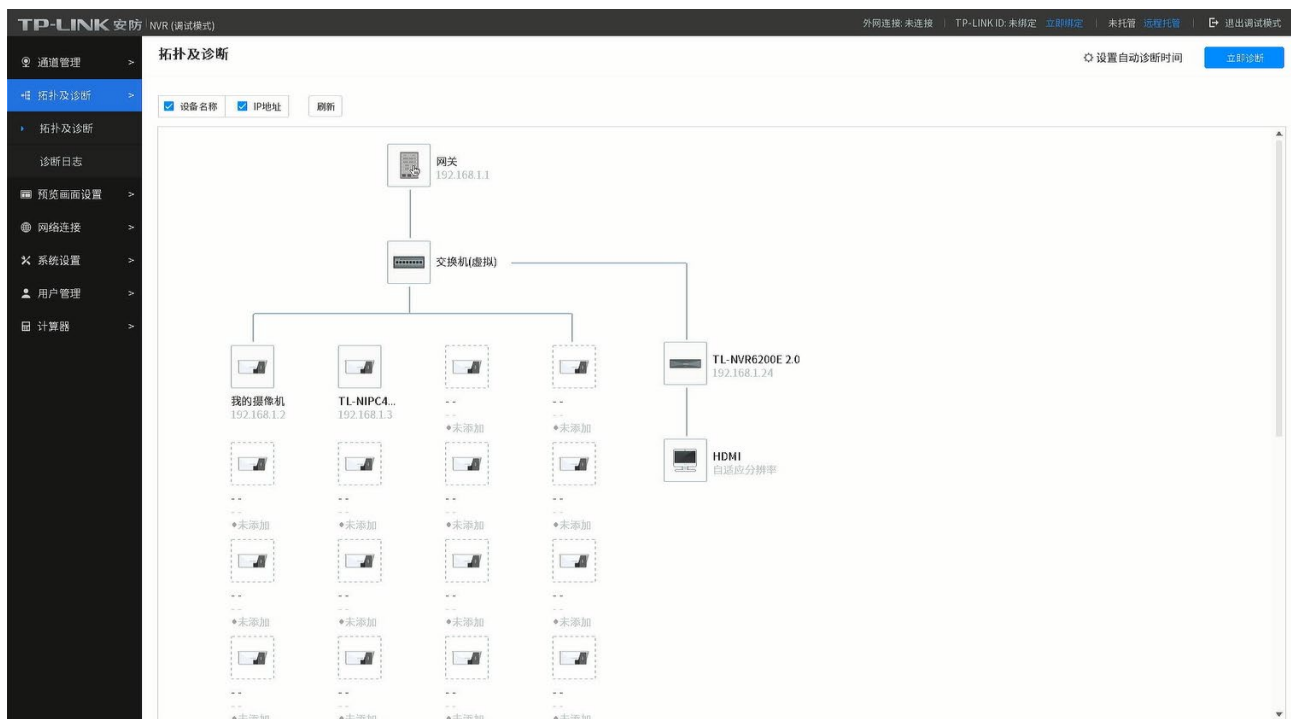 TP-LINK 安防 NVR (调试模式) 外网连接: 未连接 | TP-LINK ID: 未绑定 立即绑定 | 未托管 远程托管 | 退出调试模式
通道管理 >
拓扑及诊断 >
拓扑及诊断
诊断日志
预览画面设置 >
网络连接 >
系统设置 >
用户管理 >
计算器 >
拓扑及诊断 设置自动诊断时间 立即诊断
设备名称 IP地址 刷新
网关
192.168.1.1
交换机(虚拟)
TL-NVR6200E 2.0
192.168.1.24
HDMI
自适应分辨率
我的摄像机 TL-NIPC4... -- --
192.168.1.2 192.168.1.3 -- --
◆未添加 ◆未添加
-- -- -- --
-- -- -- --
◆未添加 ◆未添加 ◆未添加 ◆未添加
-- -- -- --
-- -- -- --
◆未添加 ◆未添加 ◆未添加 ◆未添加
-- -- -- --
-- -- -- --
◆未添加 ◆未添加 ◆未添加 ◆未添加